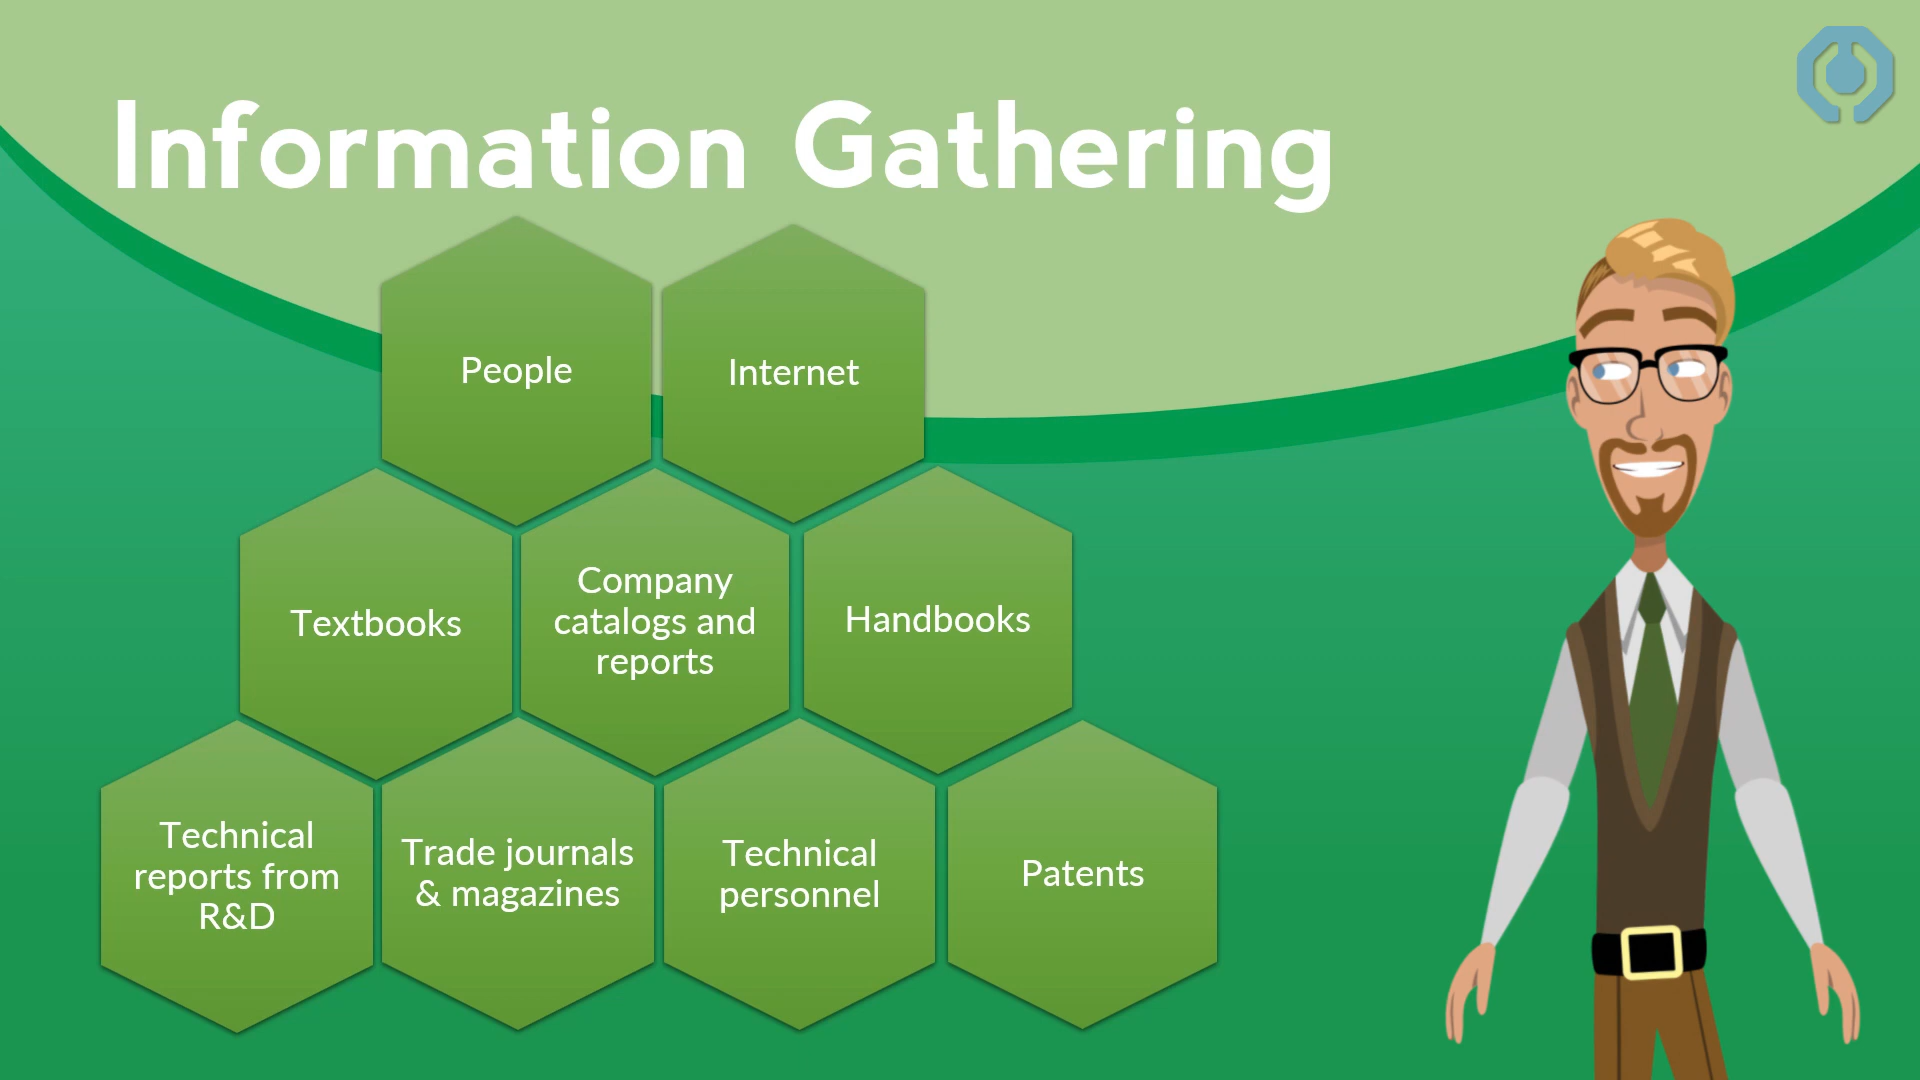 Information Gathering
People
Internet
Textbooks
Company
catalogs and
reports
Handbooks
Technical
reports from
R&D
Trade journals
& magazines
Technical
personnel
Patents